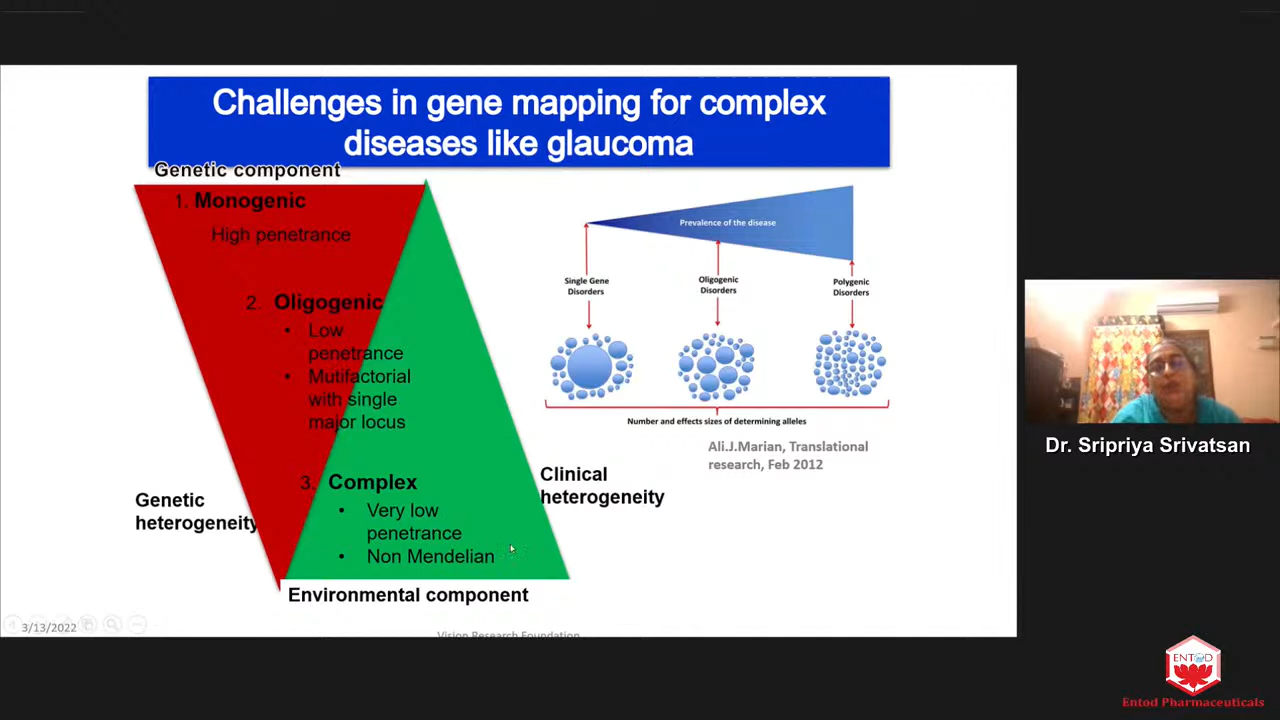 Challenges in gene mapping for complex
diseases like glaucoma
Genetic component
1. Monogenic
High penetrance
2. Oligogenic
• Low
penetrance
• Mutifactorial
with single
major locus
3. Complex
• Very low
penetrance
• Non Mendelian
Genetic
heterogeneity
Clinical
heterogeneity
Environmental component
Prevalence of the disease
Single Gene
Disorders
Oligogenic
Disorders
Polygenic
Disorders
Number and effects sizes of determining alleles
Ali.J.Marian, Translational
research, Feb 2012
3/13/2022
Vision Research Foundation
Dr. Sripriya Srivatsan
ENTOD
Entod Pharmaceuticals